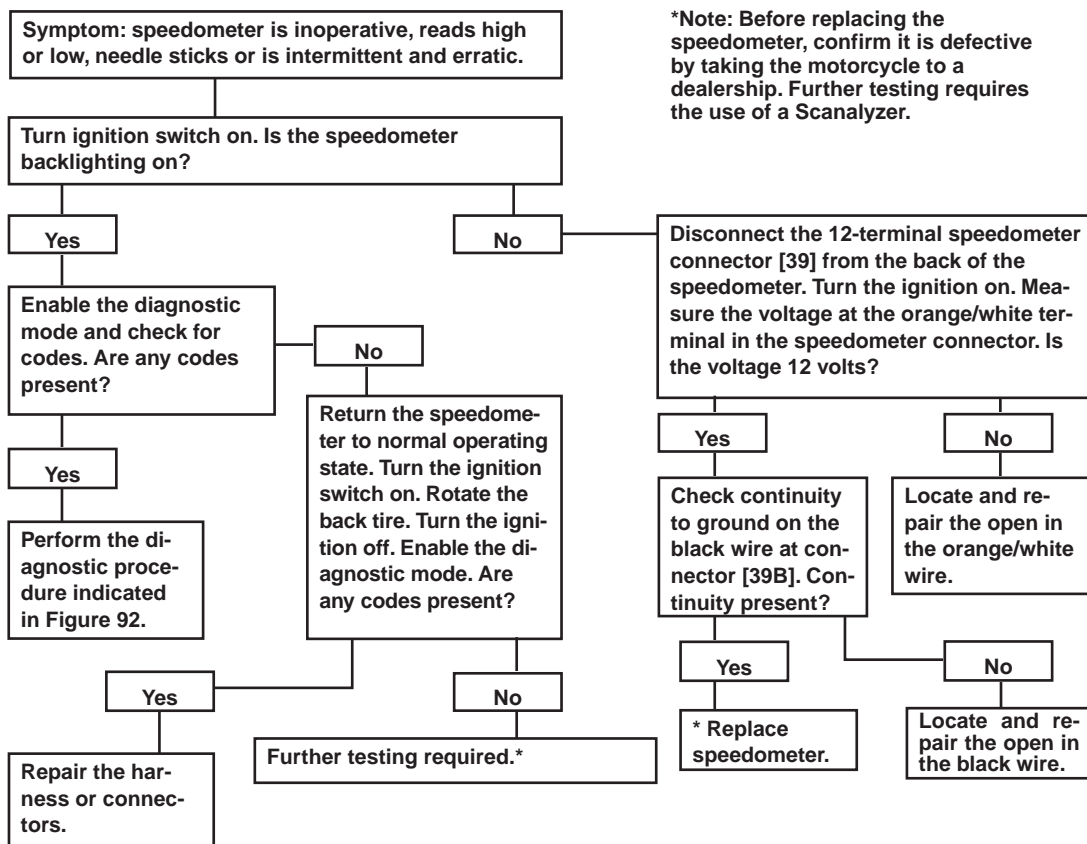 Symptom: speedometer is inoperative, reads high
or low, needle sticks or is intermittent and erratic.
*Note: Before replacing the
speedometer, confirm it is defective
by taking the motorcycle to a
dealership. Further testing requires
the use of a Scanalyzer.
Turn ignition switch on. Is the speedometer
backlighting on?
Yes
No
Disconnect the 12-terminal speedometer
connector [39] from the back of the
speedometer. Turn the ignition on. Mea-
sure the voltage at the orange/white ter-
minal in the speedometer connector. Is
the voltage 12 volts?
Enable the diagnostic
mode and check for
codes. Are any codes
present?
No
Return the speedome-
ter to normal operating
state. Turn the ignition
switch on. Rotate the
back tire. Turn the igni-
tion off. Enable the di-
agnostic mode. Are
any codes present?
Yes
No
Yes
Perform the di-
agnostic proce-
dure indicated
in Figure 92.
Check continuity
to ground on the
black wire at con-
nector [39B]. Con-
tinuity present?
Locate and re-
pair the open in
the orange/white
wire.
Yes
No
Yes
No
Repair the har-
ness or connec-
tors.
Further testing required.*
* Replace
speedometer.
Locate and re-
pair the open in
the black wire.